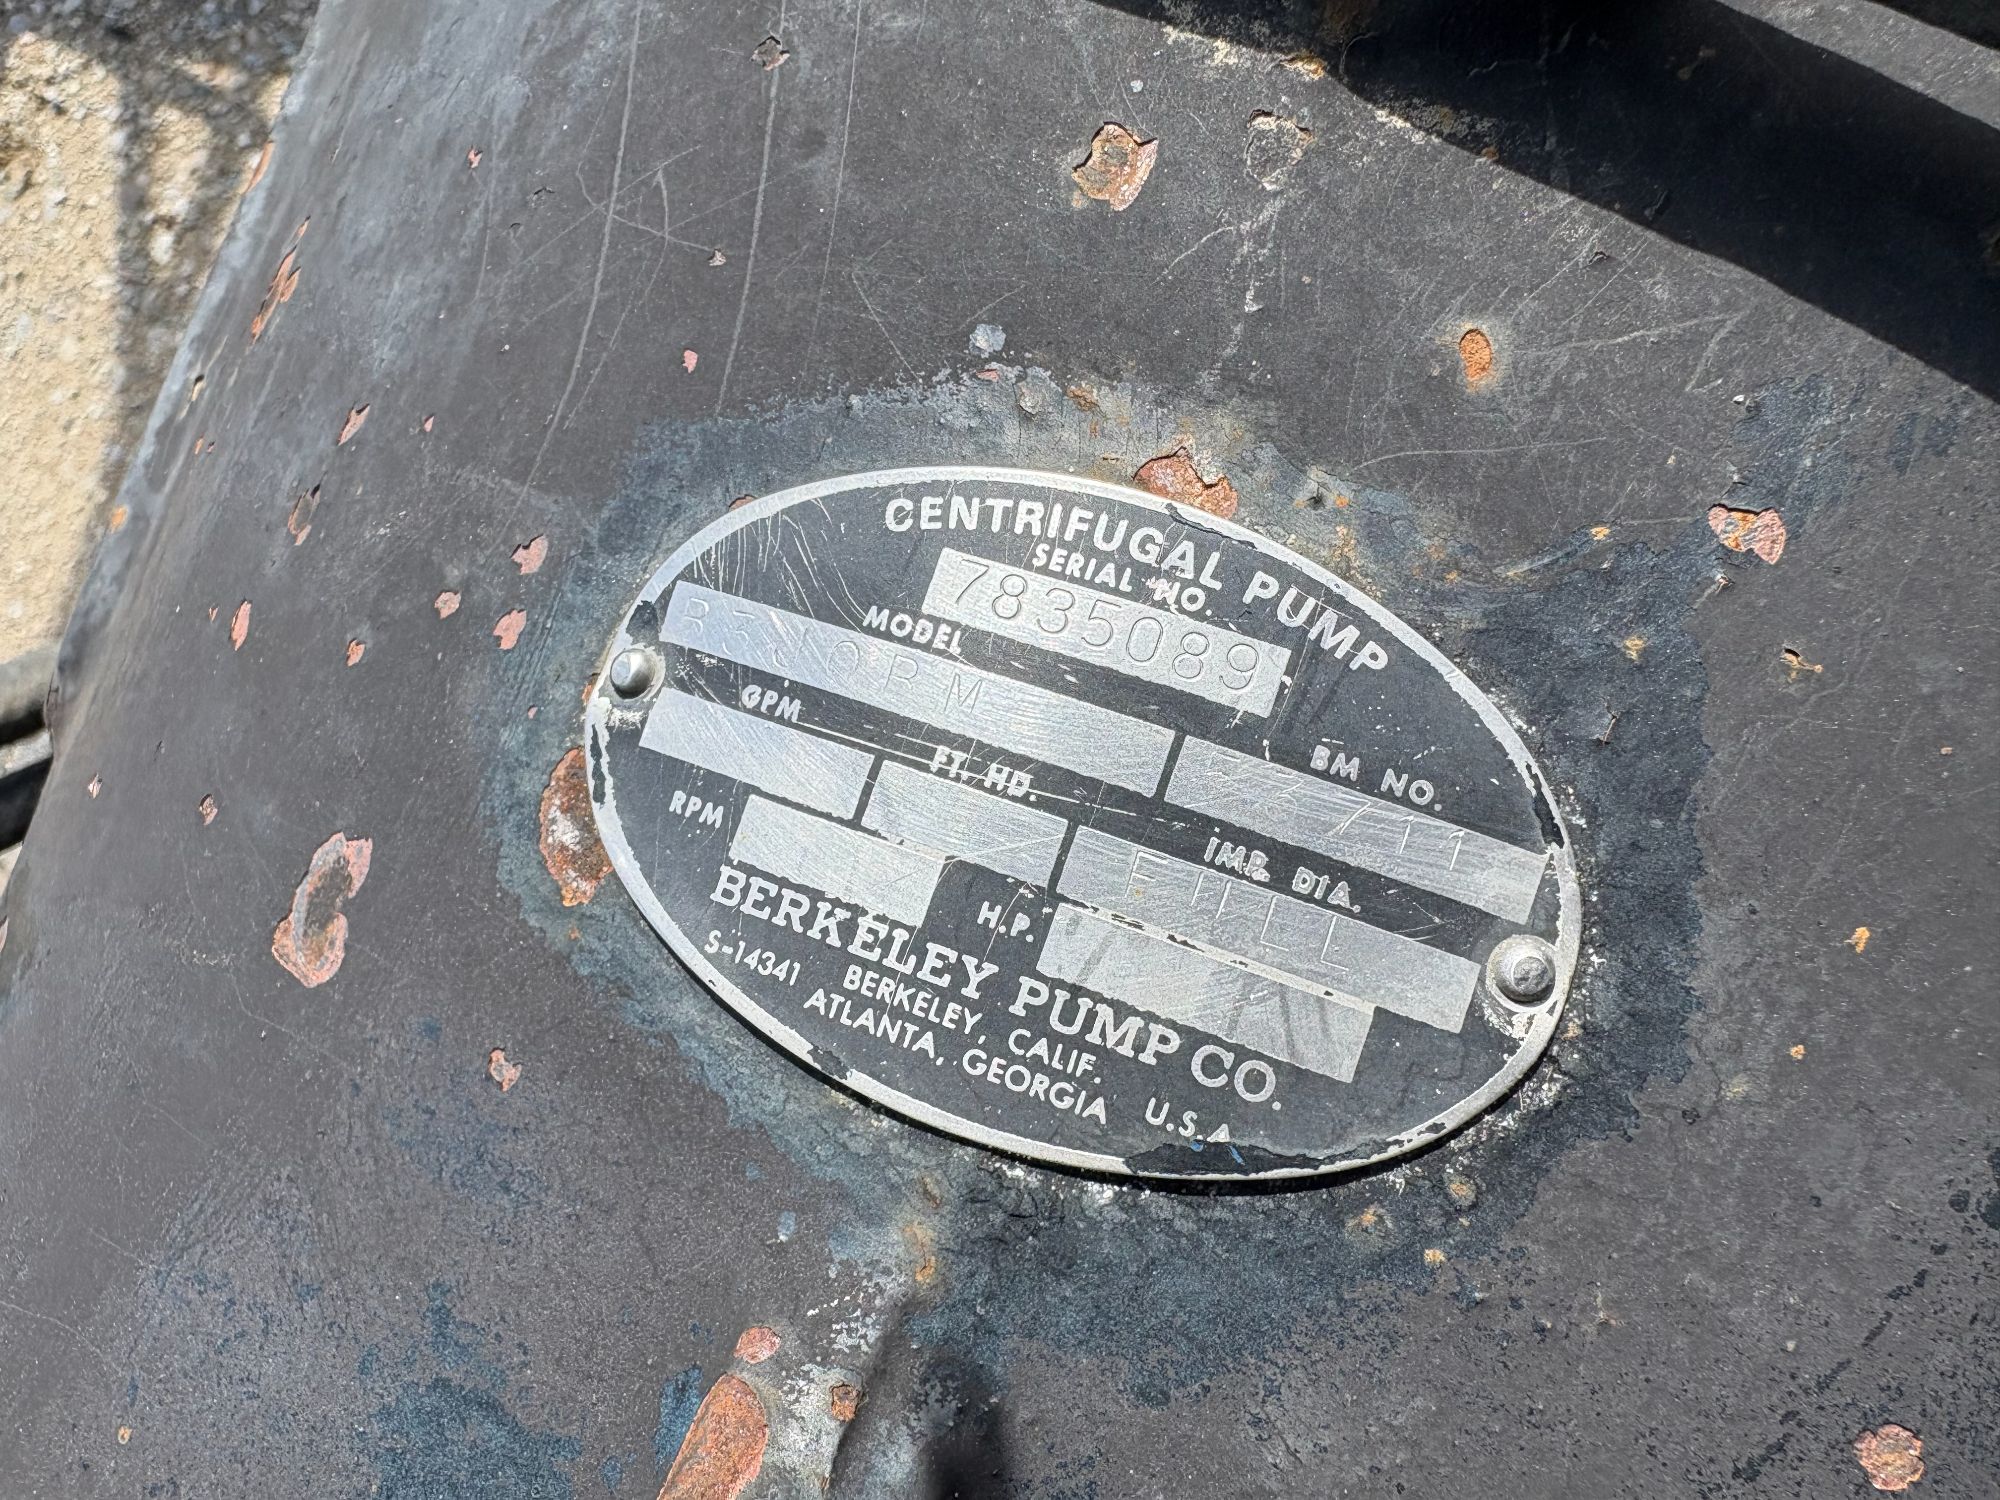 CENTRIFUGAL PUMP
SERIAL NO.
7835089
MODEL
BM NO.
GPM
FT. HD.
IMP. DIA.
FULL
RPM
H.P.
BERKELEY PUMP CO.
S-14341 BERKELEY, CALIF.
ATLANTA, GEORGIA U.S.A.